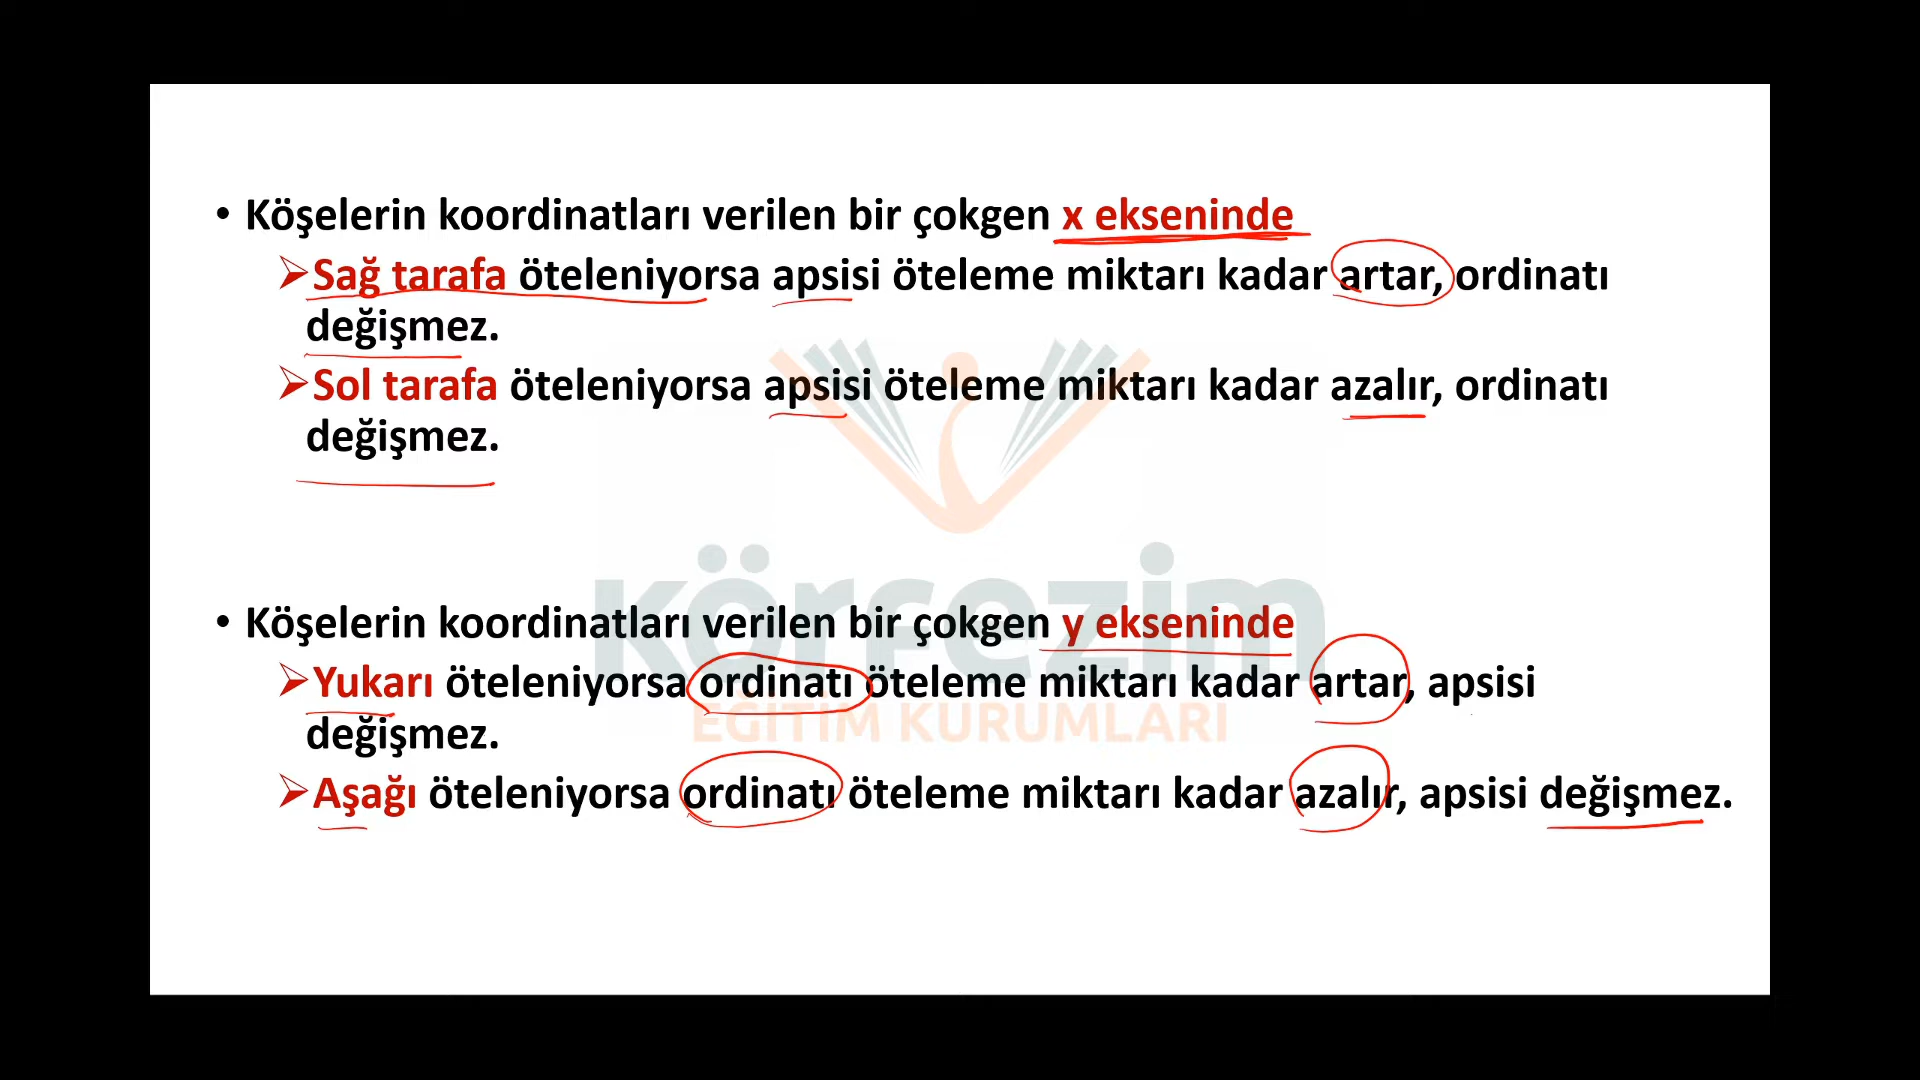 • Köşelerin koordinatları verilen bir çokgen x ekseninde
➢Sağ tarafa öteleniyorsa apsisi öteleme miktarı kadar artar, ordinatı
değişmez.
➢Sol tarafa öteleniyorsa apsisi öteleme miktarı kadar azalır, ordinatı
değişmez.
• Köşelerin koordinatları verilen bir çokgen y ekseninde
➢Yukarı öteleniyorsa ordinatı öteleme miktarı kadar artar, apsisi
değişmez.
➢Aşağı öteleniyorsa ordinatı öteleme miktarı kadar azalır, apsisi değişmez.
körfezim
EĞİTİM KURUMLARI